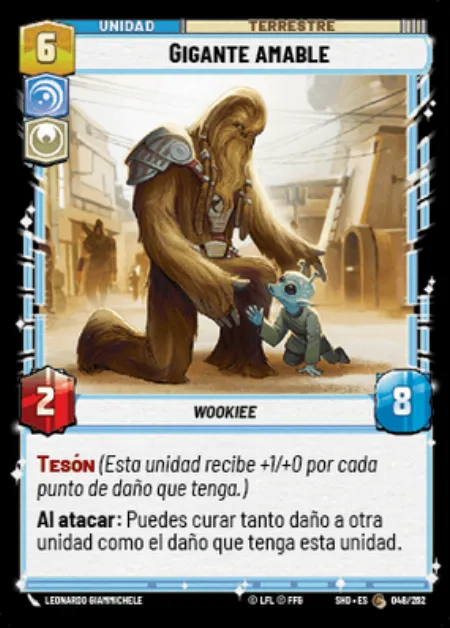 UNIDAD
TERRESTRE
6
GIGANTE AMABLE
2
WOOKIEE
8
TESÓN (Esta unidad recibe +1/+0 por cada
punto de daño que tenga.)
Al atacar: Puedes curar tanto daño a otra
unidad como el daño que tenga esta unidad.
LEONARDO GIAMMICHELE
© LFL © FFG
SHD • ES
046/262